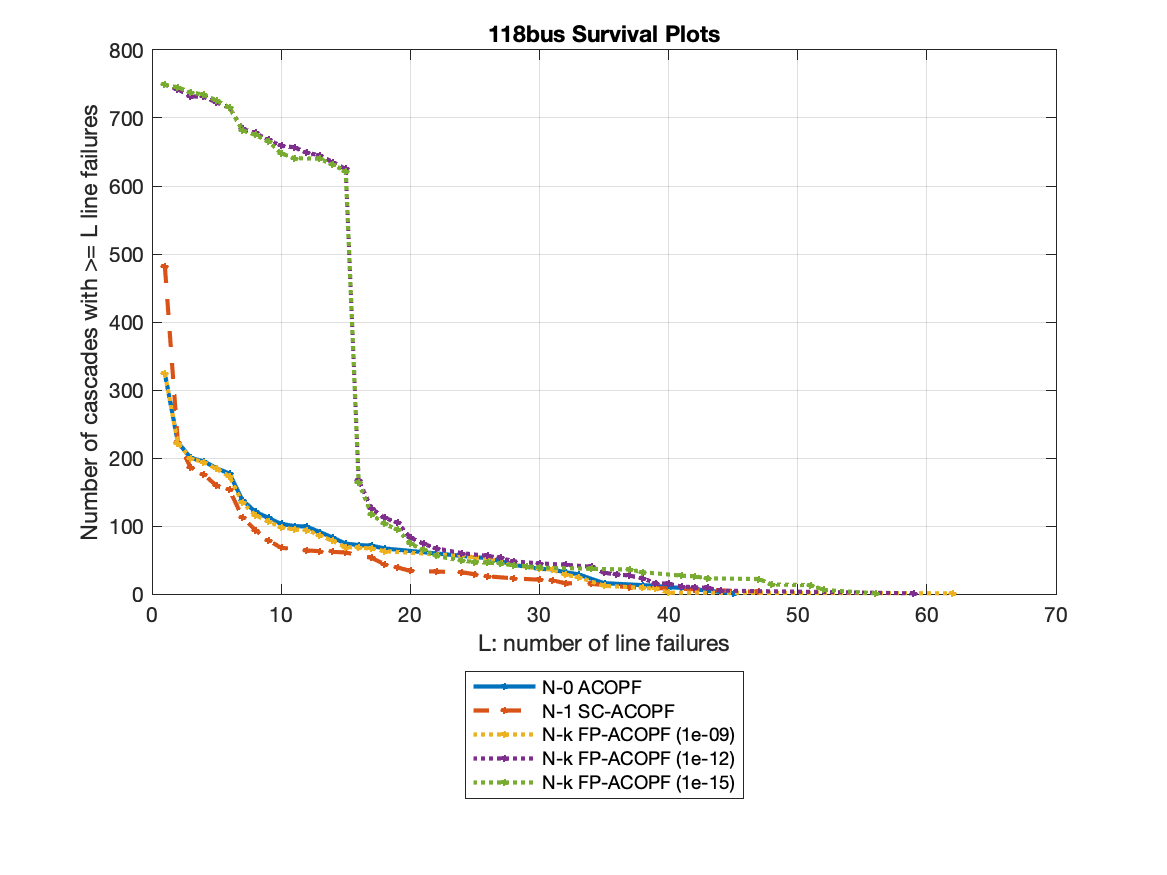 118bus Survival Plots
Number of cascades with >= L line failures
800
700
600
500
400
300
200
100
0
0 10 20 30 40 50 60 70
L: number of line failures
N-0 ACOPF
N-1 SC-ACOPF
N-k FP-ACOPF (1e-09)
N-k FP-ACOPF (1e-12)
N-k FP-ACOPF (1e-15)